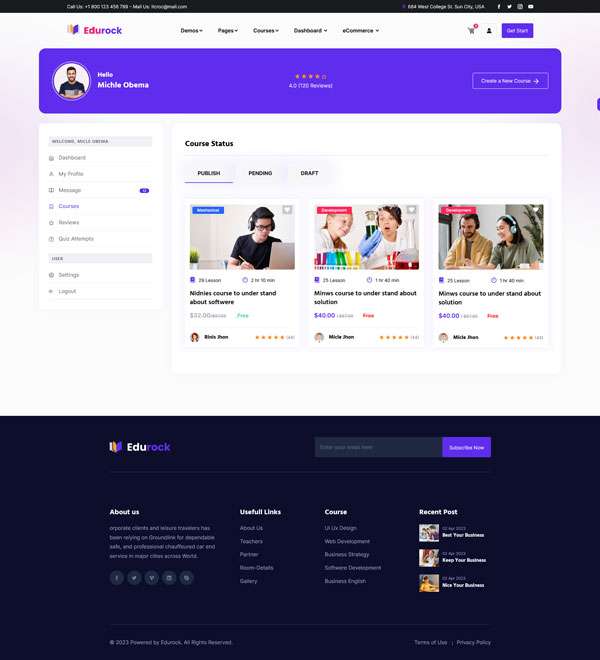 Call Us: +1 800 123 456 789 - Mail Us: Itcroc@mail.com
684 West College St. Sun City, USA
Edurock
Demos
Pages
Courses
Dashboard
eCommerce
0
Get Start
Hello
Michle Obema
4.0 (120 Reviews)
Create a New Course
WELCOME, MICLE OBEMA
Dashboard
My Profile
Message
12
Courses
Reviews
Quiz Attempts
USER
Settings
Logout
Course Status
PUBLISH
PENDING
DRAFT
Mechanical
29 Lesson
2 hr 10 min
Nidnies course to under stand
about softwere
$32.00
/$67.00
.Free
Rinis Jhon
(44)
Development
25 Lesson
1 hr 40 min
Minws course to under stand about
solution
$40.00
/ $67.00
Free
Micle Jhon
(44)
Development
25 Lesson
1 hr 40 min
Minws course to under stand about
solution
$40.00
/ $67.00
Free
Micle Jhon
(44)
Edurock
Enter your email here
Subscribe Now
About us
orporate clients and leisure travelers has
been relying on Groundlink for dependable
safe, and professional chauffeured car end
service in major cities across World.
Usefull Links
About Us
Teachers
Partner
Room-Details
Gallery
Course
Ui Ux Design
Web Development
Business Strategy
Softwere Development
Business English
Recent Post
02 Apr 2023
Best Your Business
02 Apr 2023
Keep Your Business
02 Apr 2023
Nice Your Business
© 2023 Powered by Edurock. All Rights Reserved.
Terms of Use
Privacy Policy